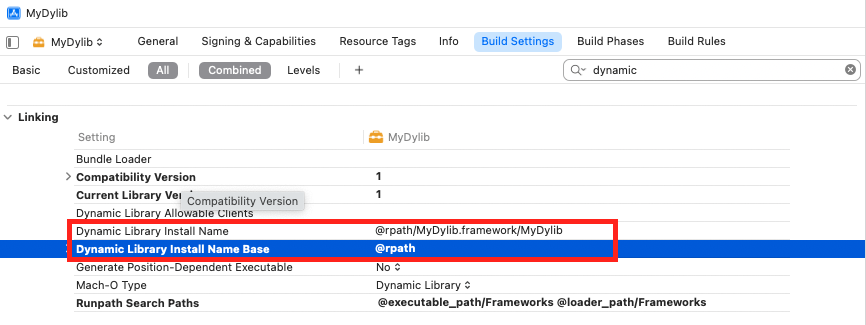 MyDylib
MyDylib General Signing & Capabilities Resource Tags Info Build Settings Build Phases Build Rules
Basic Customized All Combined Levels + dynamic
Linking
Setting MyDylib
Bundle Loader
Compatibility Version 1
Current Library Ver 1
Compatibility Version
Dynamic Library Allowable Clients
Dynamic Library Install Name @rpath/MyDylib.framework/MyDylib
Dynamic Library Install Name Base @rpath
Generate Position-Dependent Executable No
Mach-O Type Dynamic Library
Runpath Search Paths @executable_path/Frameworks @loader_path/Frameworks